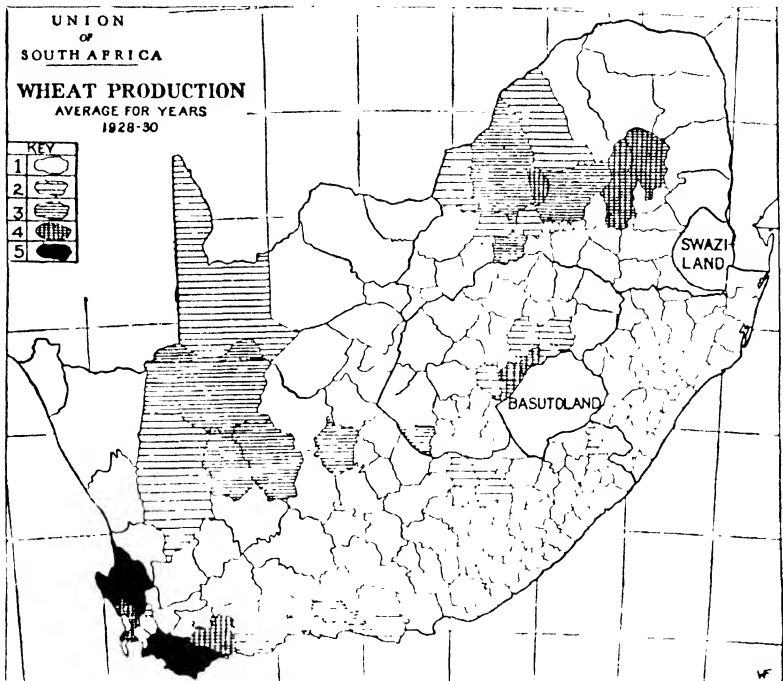 UNION
OF
SOUTH AFRICA
WHEAT PRODUCTION
AVERAGE FOR YEARS
1928-30
KEY
1
2
3
4
5
SWAZI-
LAND
BASUTOLAND
WF